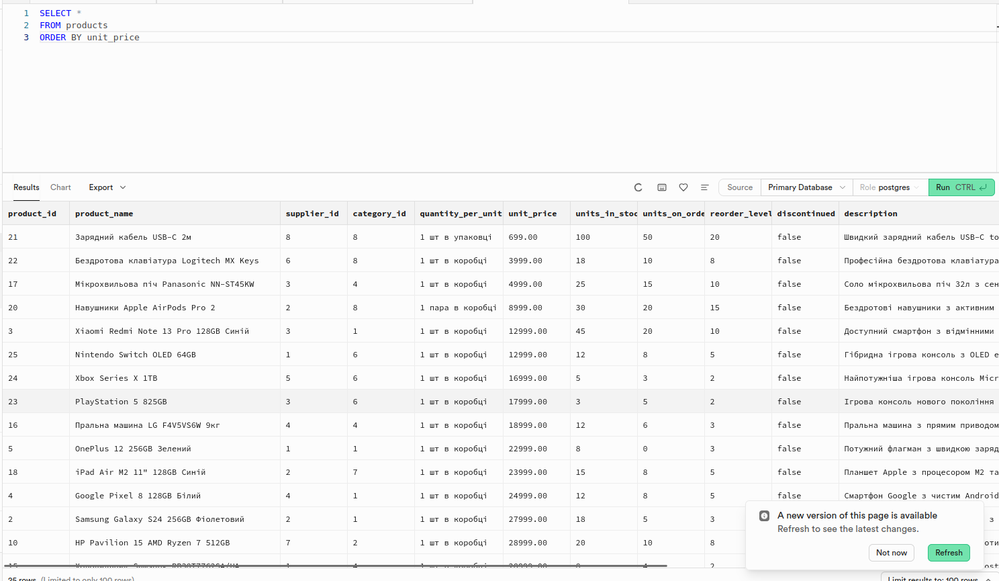 1 SELECT *
2 FROM products
3 ORDER BY unit_price
Results Chart Export Source Primary Database Role postgres Run CTRL
product_id product_name supplier_id category_id quantity_per_unit unit_price units_in_stoc units_on_orde reorder_level discontinued description
21 Зарядний кабель USB-C 2м 8 8 1 шт в упаковці 699.00 100 50 20 false Швидкий зарядний кабель USB-C to
22 Бездротова клавіатура Logitech MX Keys 6 8 1 шт в коробці 3999.00 18 10 8 false Професійна бездротова клавіатура
17 Мікрохвильова піч Panasonic NN-ST45KW 3 4 1 шт в коробці 4999.00 25 15 10 false Соло мікрохвильова піч 32л з сен
20 Навушники Apple AirPods Pro 2 2 8 1 пара в коробці 8999.00 30 20 15 false Бездротові навушники з активним
3 Xiaomi Redmi Note 13 Pro 128GB Синій 3 1 1 шт в коробці 12999.00 45 20 10 false Доступний смартфон з відмінними
25 Nintendo Switch OLED 64GB 1 6 1 шт в коробці 12999.00 12 8 5 false Гібридна ігрова консоль з OLED е
24 Xbox Series X 1TB 5 6 1 шт в коробці 16999.00 5 3 2 false Найпотужніша ігрова консоль Micr
23 PlayStation 5 825GB 3 6 1 шт в коробці 17999.00 3 5 2 false Ігрова консоль нового покоління
16 Пральна машина LG F4V5VS6W 9кг 4 4 1 шт в коробці 18999.00 12 6 3 false Пральна машина з прямим приводом
5 OnePlus 12 256GB Зелений 1 1 1 шт в коробці 22999.00 8 0 3 false Потужний флагман з швидкою заряд
18 iPad Air M2 11" 128GB Синій 2 7 1 шт в коробці 23999.00 15 8 5 false Планшет Apple з процесором M2 та
4 Google Pixel 8 128GB Білий 4 1 1 шт в коробці 24999.00 12 8 5 false Смартфон Google з чистим Android
2 Samsung Galaxy S24 256GB Фіолетовий 2 1 1 шт в коробці 27999.00 18 5 3 з
10 HP Pavilion 15 AMD Ryzen 7 512GB 7 2 1 шт в коробці 28999.00 20 10 8 оти
A new version of this page is available
Refresh to see the latest changes.
Not now Refresh
25 rows (Limited to only 100 rows) Limit results to: 100 rows